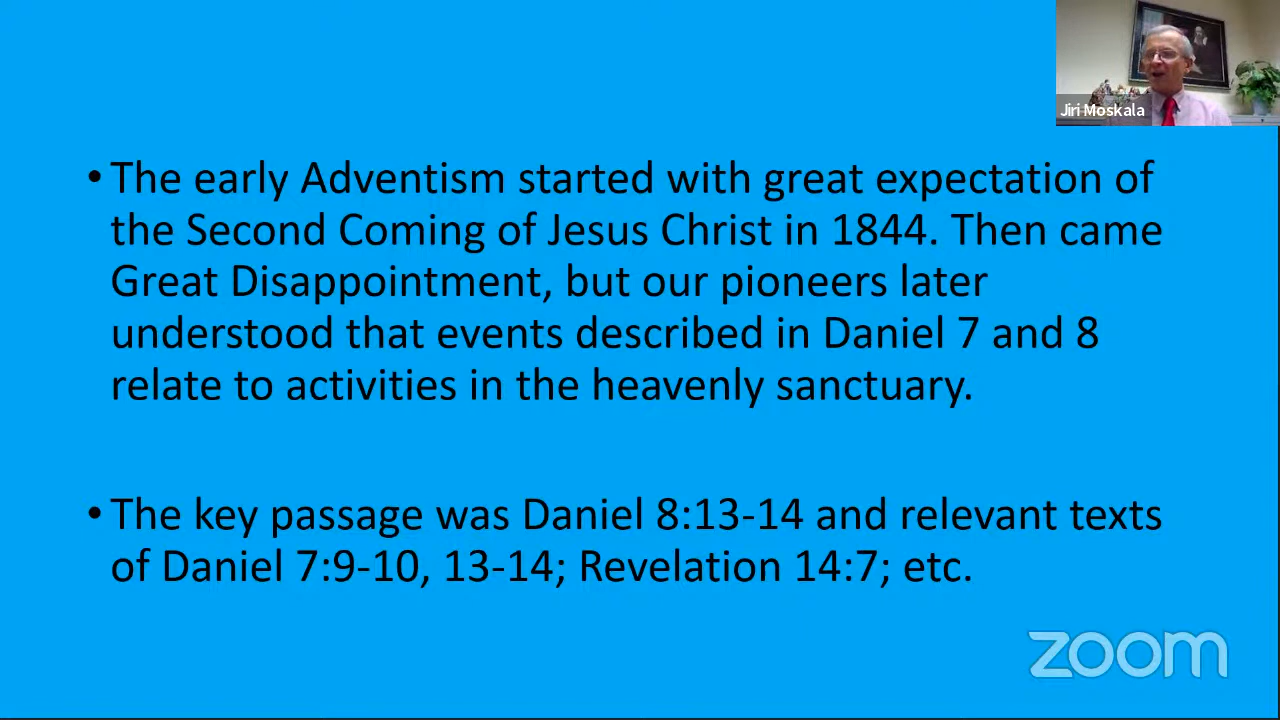 Jiri Moskala
• The early Adventism started with great expectation of
the Second Coming of Jesus Christ in 1844. Then came
Great Disappointment, but our pioneers later
understood that events described in Daniel 7 and 8
relate to activities in the heavenly sanctuary.
• The key passage was Daniel 8:13-14 and relevant texts
of Daniel 7:9-10, 13-14; Revelation 14:7; etc.
zoom